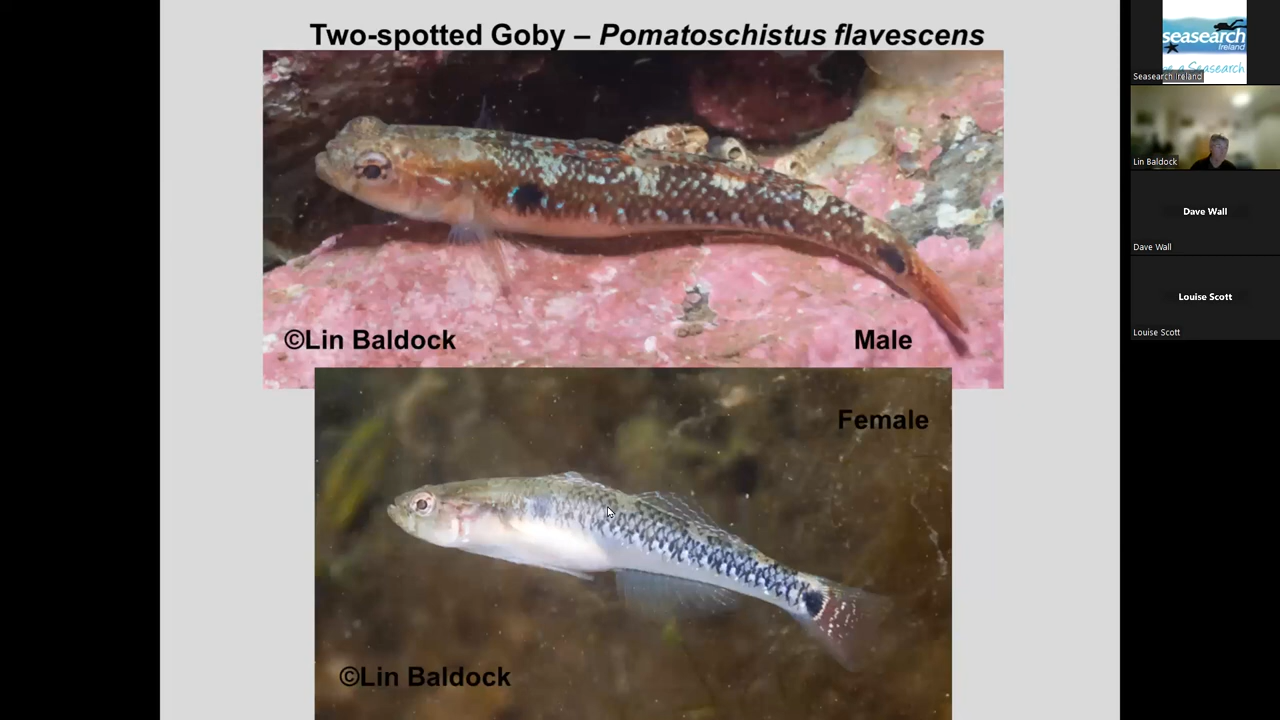 Two-spotted Goby – Pomatoschistus flavescens
©Lin Baldock
Male
Female
©Lin Baldock
seasearch
Ireland
e a Seasearch
Seasearch Ireland
Lin Baldock
Dave Wall
Dave Wall
Louise Scott
Louise Scott